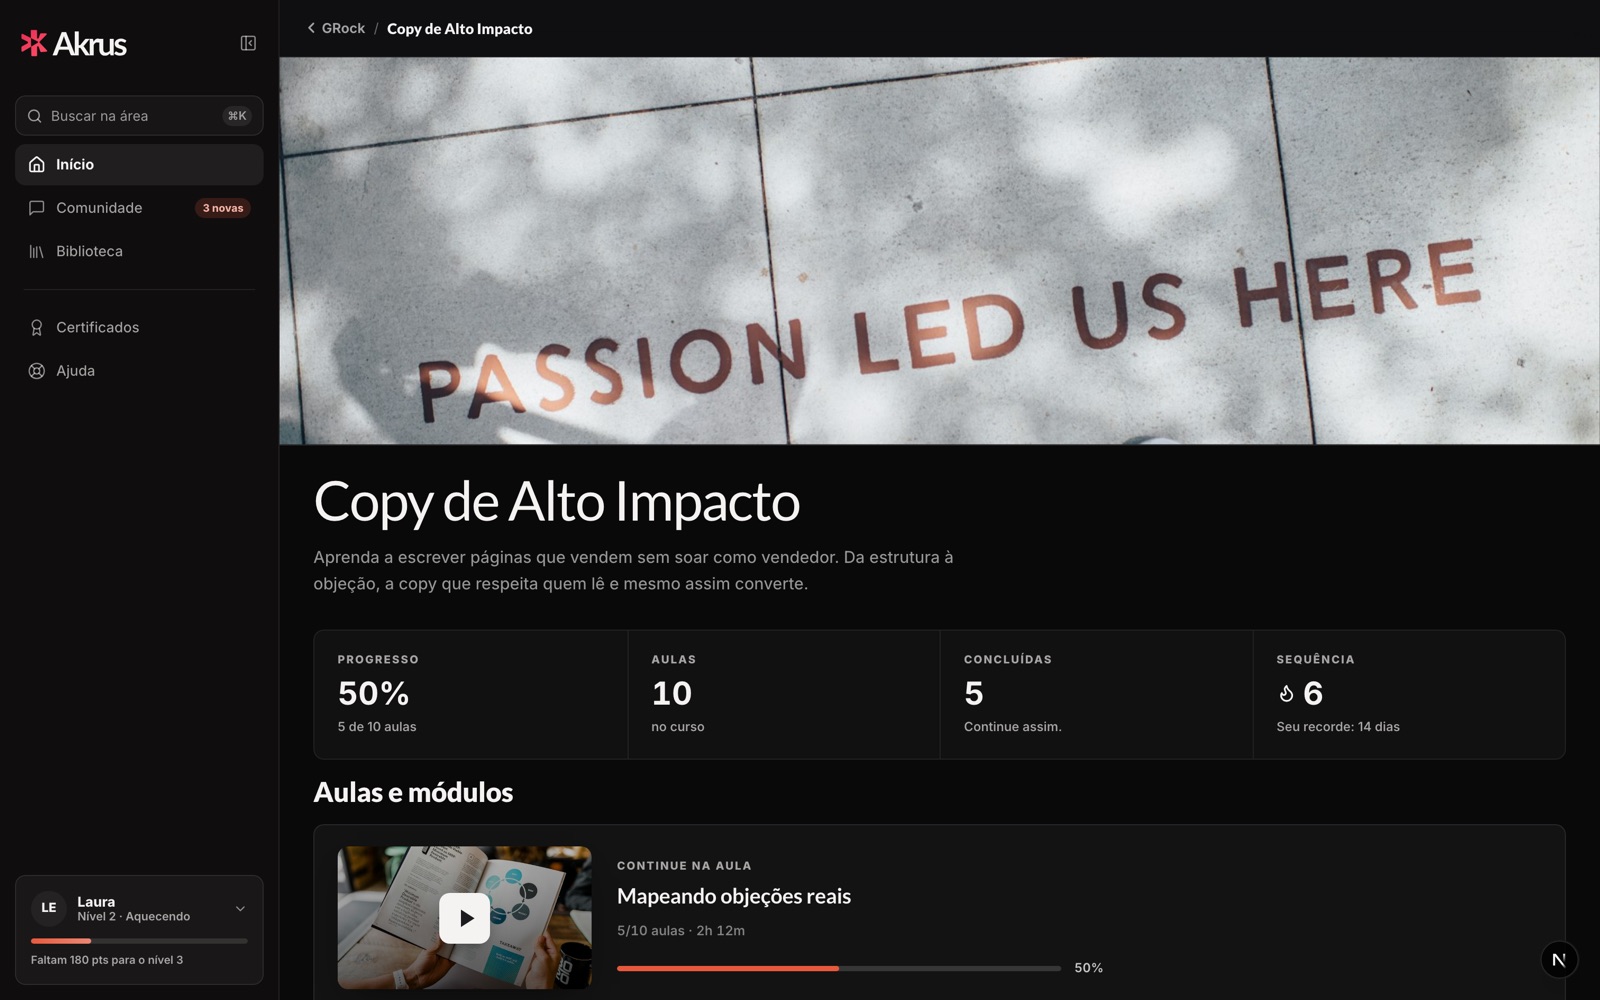 Akrus
Buscar na área
⌘K
Início
Comunidade
3 novas
Biblioteca
Certificados
Ajuda
LE
Laura
Nível 2 · Aquecendo
Faltam 180 pts para o nível 3
GRock / Copy de Alto Impacto
PASSION LED US HERE
Copy de Alto Impacto
Aprenda a escrever páginas que vendem sem soar como vendedor. Da estrutura à
objeção, a copy que respeita quem lê e mesmo assim converte.
PROGRESSO
50%
5 de 10 aulas
AULAS
10
no curso
CONCLUÍDAS
5
Continue assim.
SEQUÊNCIA
6
Seu recorde: 14 dias
Aulas e módulos
CONTINUE NA AULA
Mapeando objeções reais
5/10 aulas · 2h 12m
50%
N